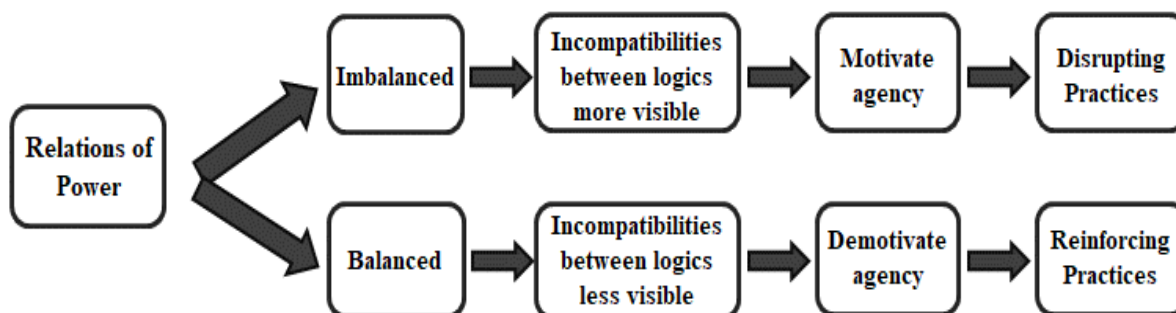 Relations of
Power
Imbalanced
Incompatibilities
between logics
more visible
Motivate
agency
Disrupting
Practices
Balanced
Incompatibilities
between logics
less visible
Demotivate
agency
Reinforcing
Practices